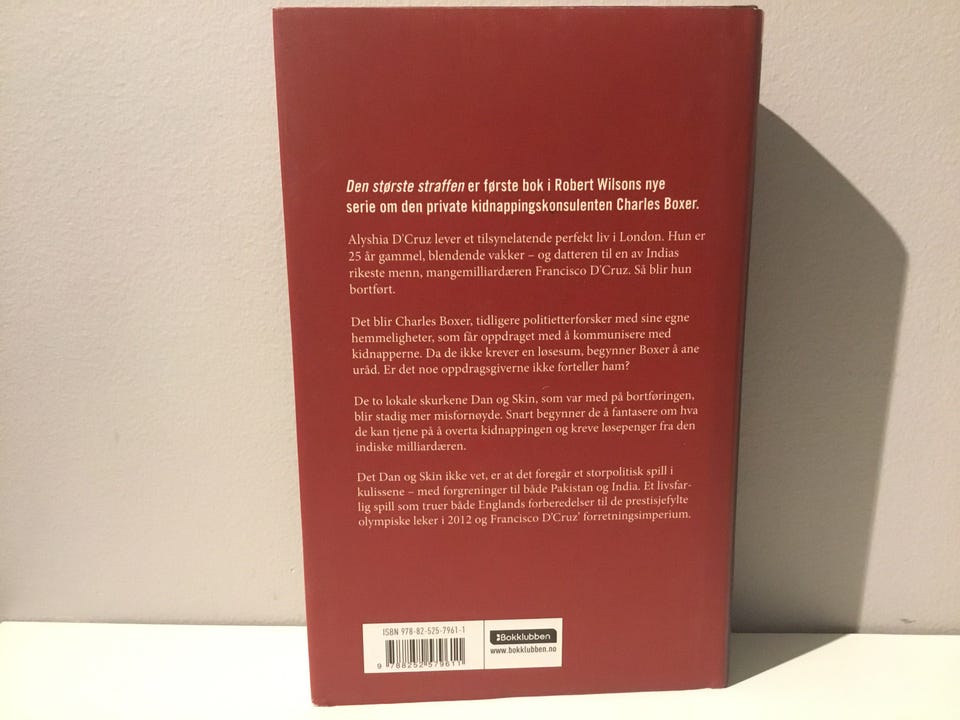 Den største straffen er første bok i Robert Wilsons nye
serie om den private kidnappingskonsulenten Charles Boxer.
Alyshia D'Cruz lever et tilsynelatende perfekt liv i London. Hun er
25 år gammel, blendende vakker – og datteren til en av Indias
rikeste menn, mangemilliardæren Francisco D'Cruz. Så blir hun
bortført.
Det blir Charles Boxer, tidligere politietterforsker med sine egne
hemmeligheter, som får oppdraget med å kommunisere med
kidnapperne. Da de ikke krever en løsesum, begynner Boxer å ane
uråd. Er det noe oppdragsgiverne ikke forteller ham?
De to lokale skurkene Dan og Skin, som var med på bortføringen,
blir stadig mer misfornøyde. Snart begynner de å fantasere om hva
de kan tjene på å overta kidnappingen og kreve løsepenger fra den
indiske milliardæren.
Det Dan og Skin ikke vet, er at det foregår et storpolitisk spill i
kulissene – med forgreninger til både Pakistan og India. Et livsfar-
lig spill som truer både Englands forberedelser til de prestisjefylte
olympiske leker i 2012 og Francisco D'Cruz' forretningsimperium.
ISBN 978-82-525-7961-1
9 788252 579611
Bokklubben
www.bokklubben.no